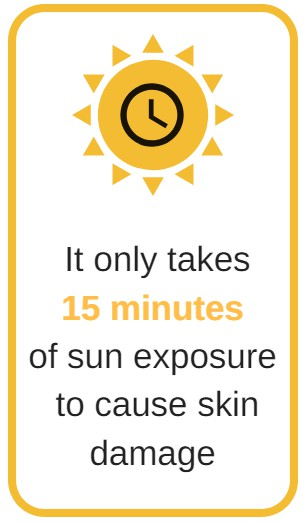 It only takes
15 minutes
of sun exposure
to cause skin
damage